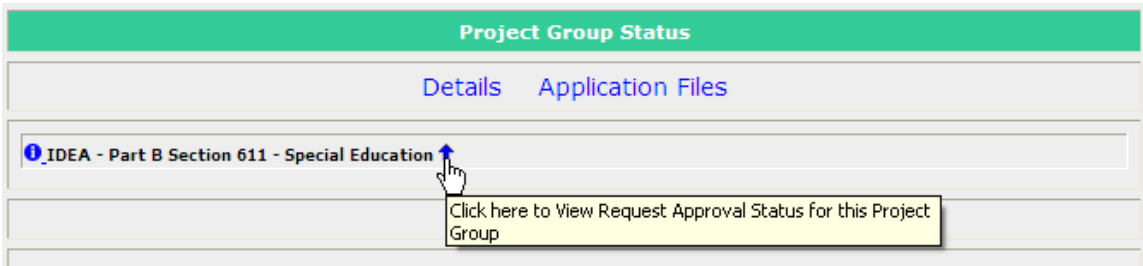 Project Group Status
Details Application Files
IDEA - Part B Section 611 - Special Education
Click here to View Request Approval Status for this Project
Group